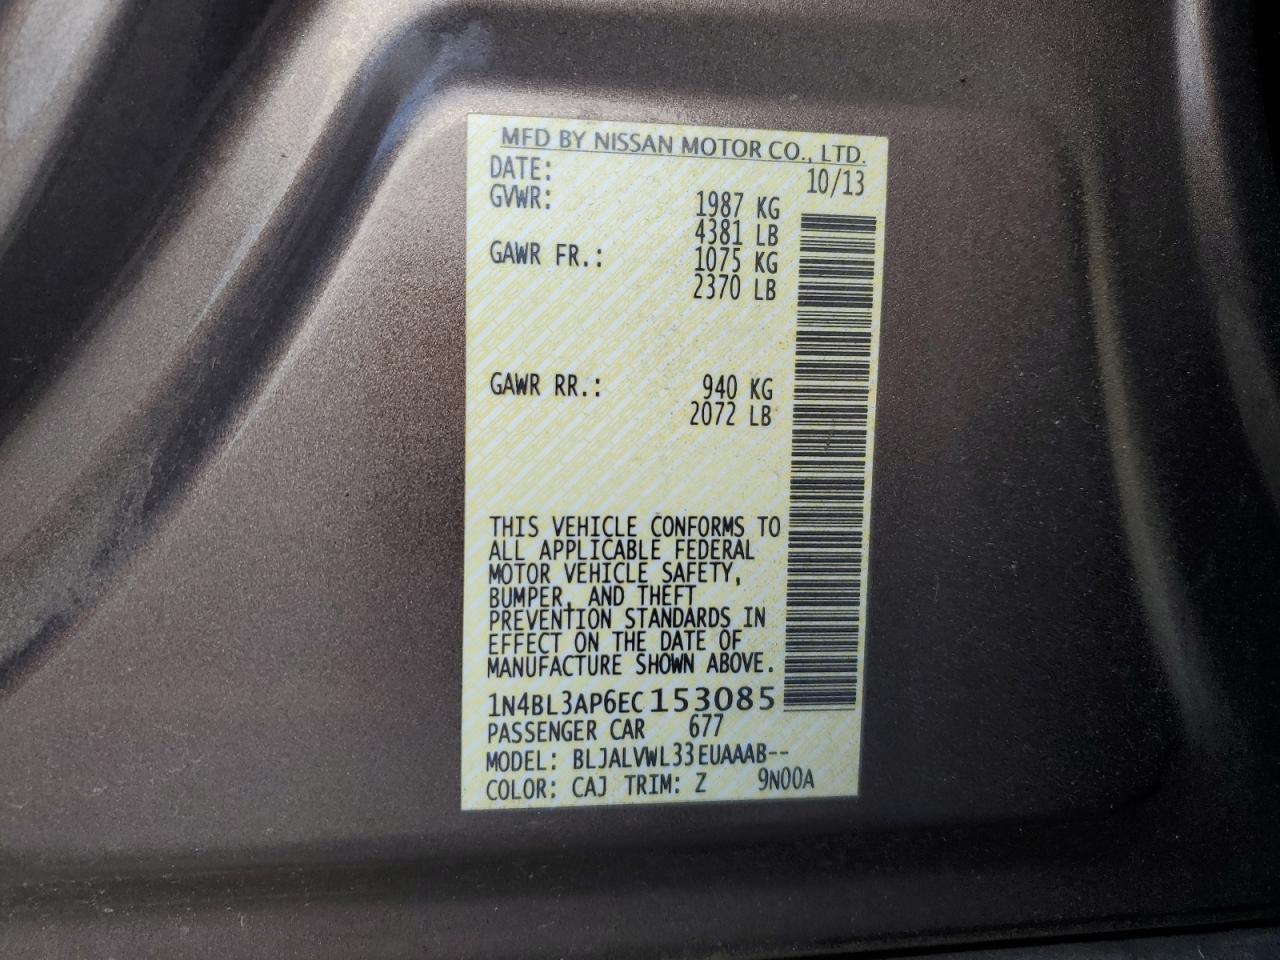 MFD BY NISSAN MOTOR CO., LTD.
DATE: 10/13
GVWR: 1987 KG
4381 LB
GAWR FR.: 1075 KG
2370 LB
GAWR RR.: 940 KG
2072 LB
THIS VEHICLE CONFORMS TO
ALL APPLICABLE FEDERAL
MOTOR VEHICLE SAFETY,
BUMPER, AND THEFT
PREVENTION STANDARDS IN
EFFECT ON THE DATE OF
MANUFACTURE SHOWN ABOVE.
1N4BL3AP6EC153085
PASSENGER CAR 677
MODEL: BLJALVWL33EUAAAB--
COLOR: CAJ TRIM: Z 9N00A